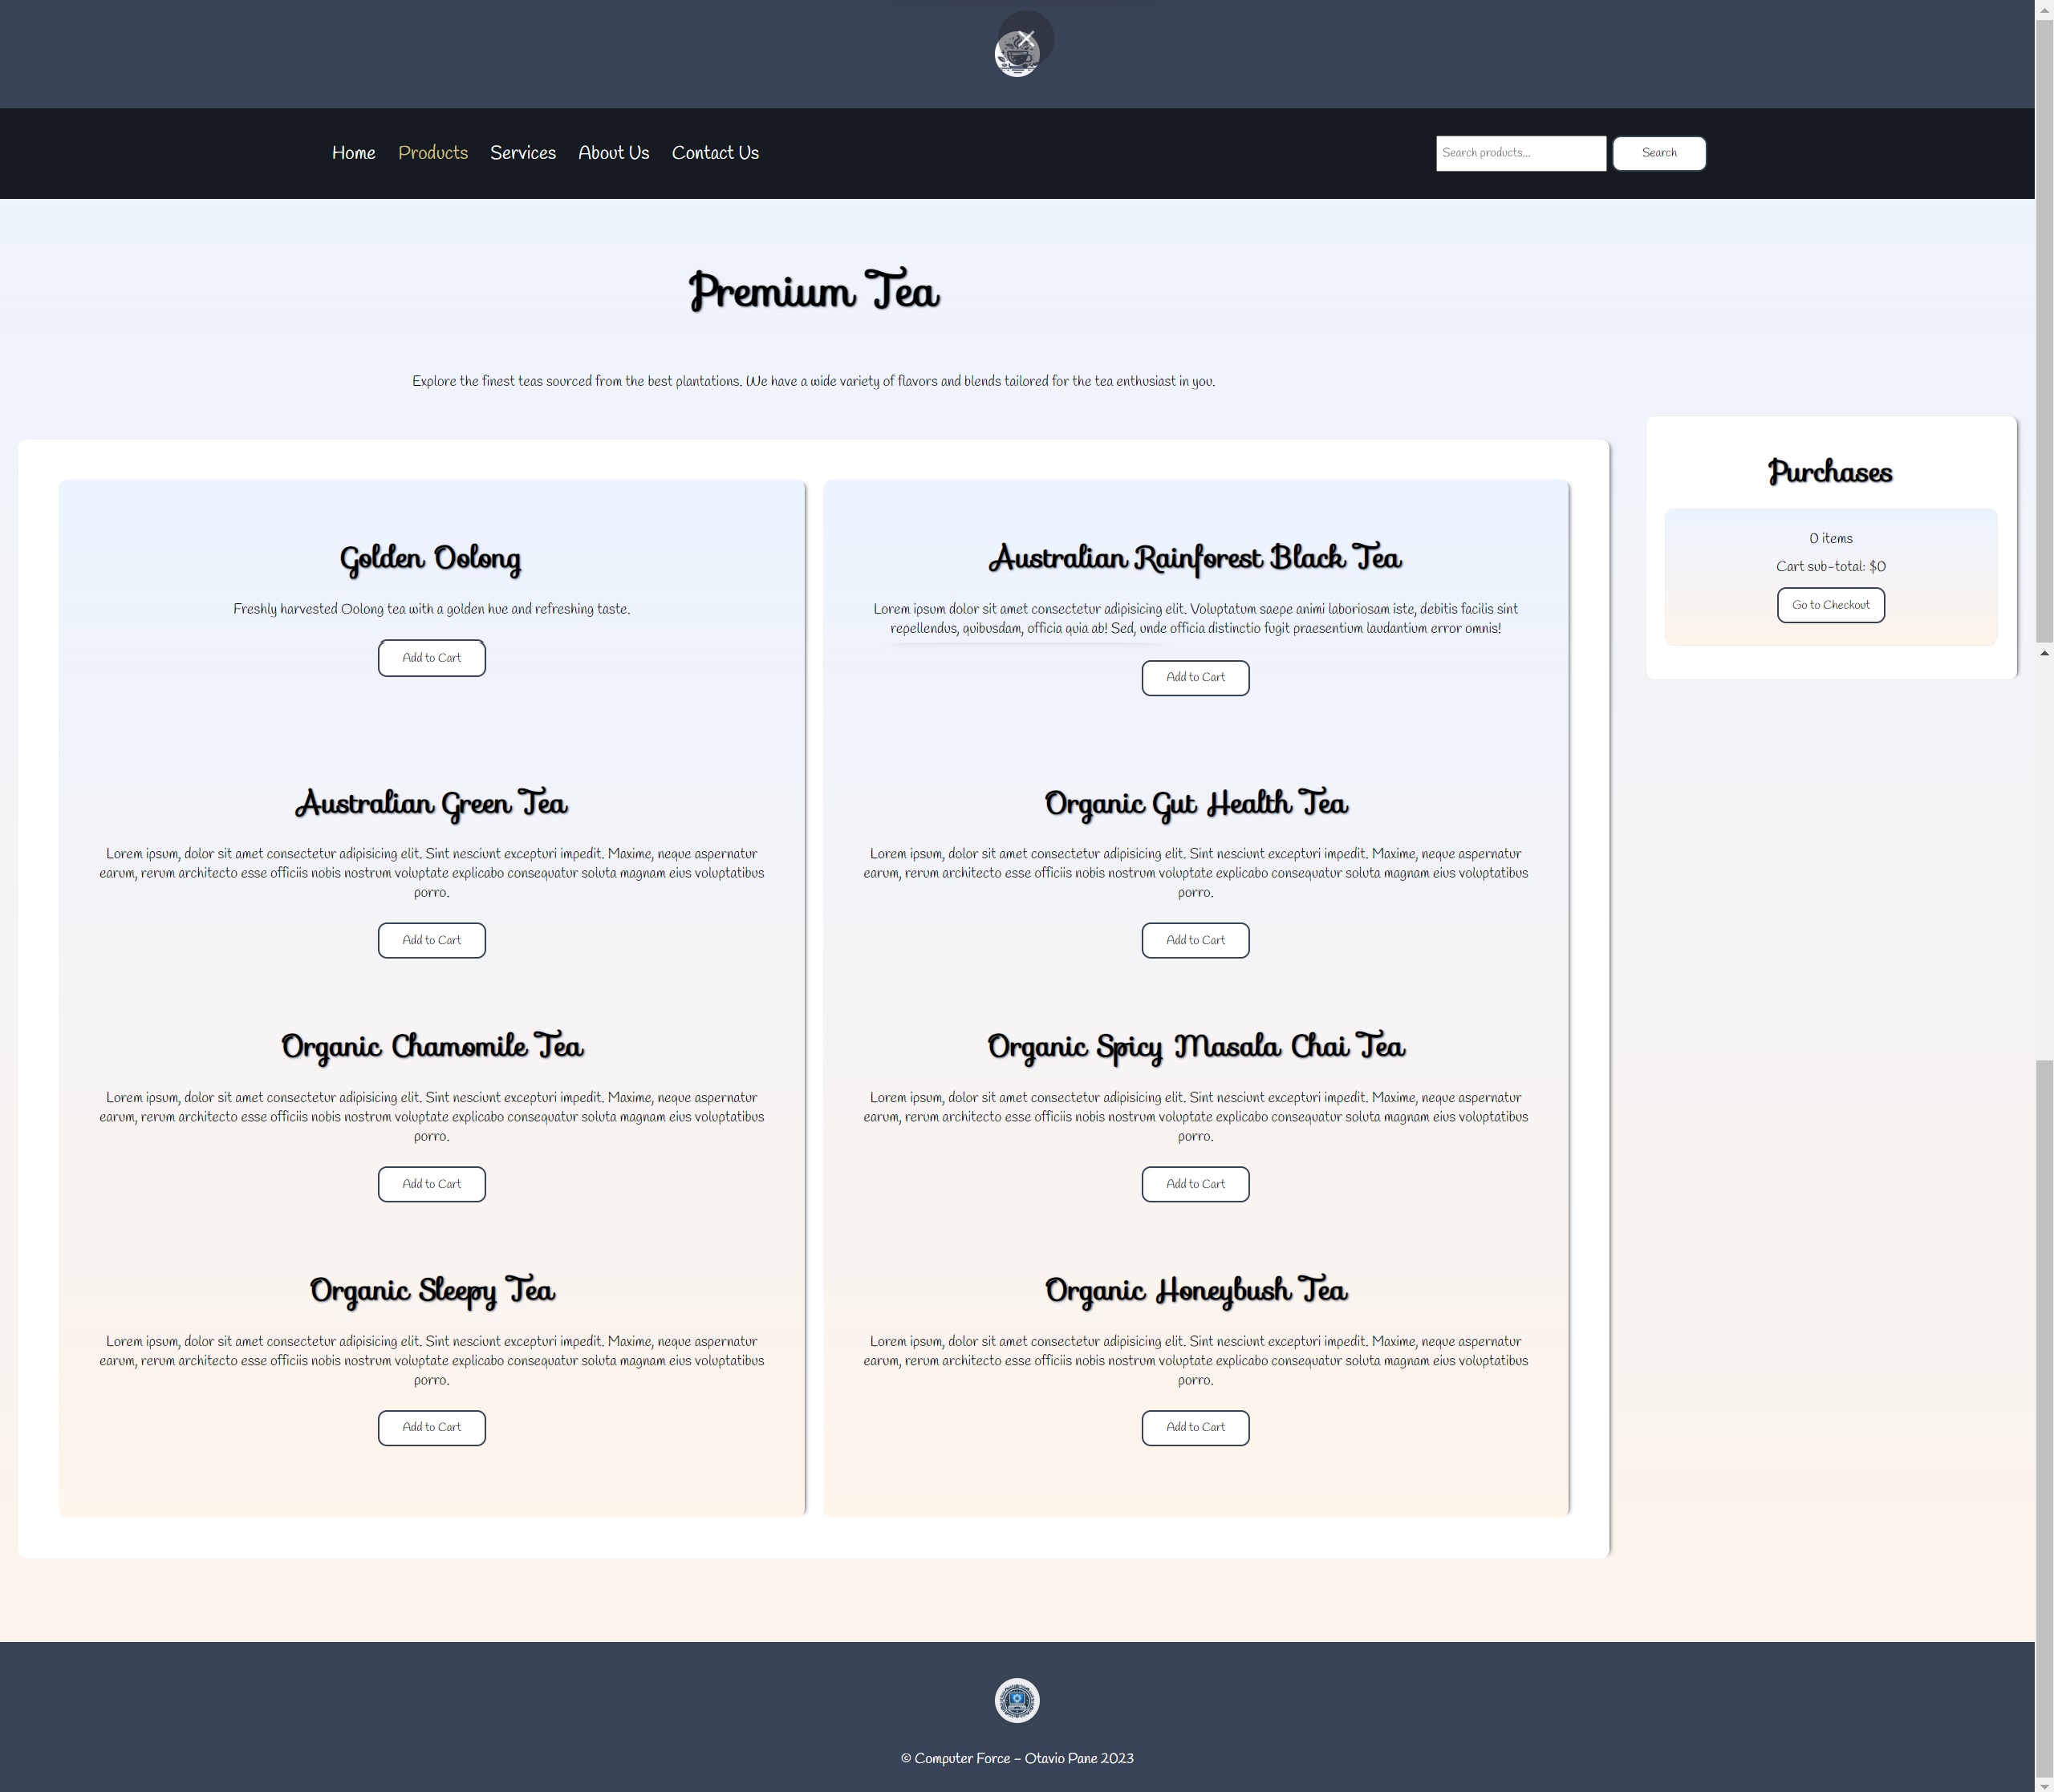 Home Products Services About Us Contact Us
Search products... Search
Premium Tea
Explore the finest teas sourced from the best plantations. We have a wide variety of flavors and blends tailored for the tea enthusiast in you.
Golden Oolong
Freshly harvested Oolong tea with a golden hue and refreshing taste.
Add to Cart
Australian Rainforest Black Tea
Lorem ipsum dolor sit amet consectetur adipisicing elit. Voluptatum saepe animi laboriosam iste, debitis facilis sint
repellendus, quibusdam, officia quia ab! Sed, unde officia distinctio fugit praesentium laudantium error omnis!
Add to Cart
Australian Green Tea
Lorem ipsum, dolor sit amet consectetur adipisicing elit. Sint nesciunt excepturi impedit. Maxime, neque aspernatur
earum, rerum architecto esse officiis nobis nostrum voluptate explicabo consequatur soluta magnam eius voluptatibus
porro.
Add to Cart
Organic Gut Health Tea
Lorem ipsum, dolor sit amet consectetur adipisicing elit. Sint nesciunt excepturi impedit. Maxime, neque aspernatur
earum, rerum architecto esse officiis nobis nostrum voluptate explicabo consequatur soluta magnam eius voluptatibus
porro.
Add to Cart
Organic Chamomile Tea
Lorem ipsum, dolor sit amet consectetur adipisicing elit. Sint nesciunt excepturi impedit. Maxime, neque aspernatur
earum, rerum architecto esse officiis nobis nostrum voluptate explicabo consequatur soluta magnam eius voluptatibus
porro.
Add to Cart
Organic Spicy Masala Chai Tea
Lorem ipsum, dolor sit amet consectetur adipisicing elit. Sint nesciunt excepturi impedit. Maxime, neque aspernatur
earum, rerum architecto esse officiis nobis nostrum voluptate explicabo consequatur soluta magnam eius voluptatibus
porro.
Add to Cart
Organic Sleepy Tea
Lorem ipsum, dolor sit amet consectetur adipisicing elit. Sint nesciunt excepturi impedit. Maxime, neque aspernatur
earum, rerum architecto esse officiis nobis nostrum voluptate explicabo consequatur soluta magnam eius voluptatibus
porro.
Add to Cart
Organic Honeybush Tea
Lorem ipsum, dolor sit amet consectetur adipisicing elit. Sint nesciunt excepturi impedit. Maxime, neque aspernatur
earum, rerum architecto esse officiis nobis nostrum voluptate explicabo consequatur soluta magnam eius voluptatibus
porro.
Add to Cart
Purchases
0 items
Cart sub-total: $0
Go to Checkout
© Computer Force - Otavio Pane 2023